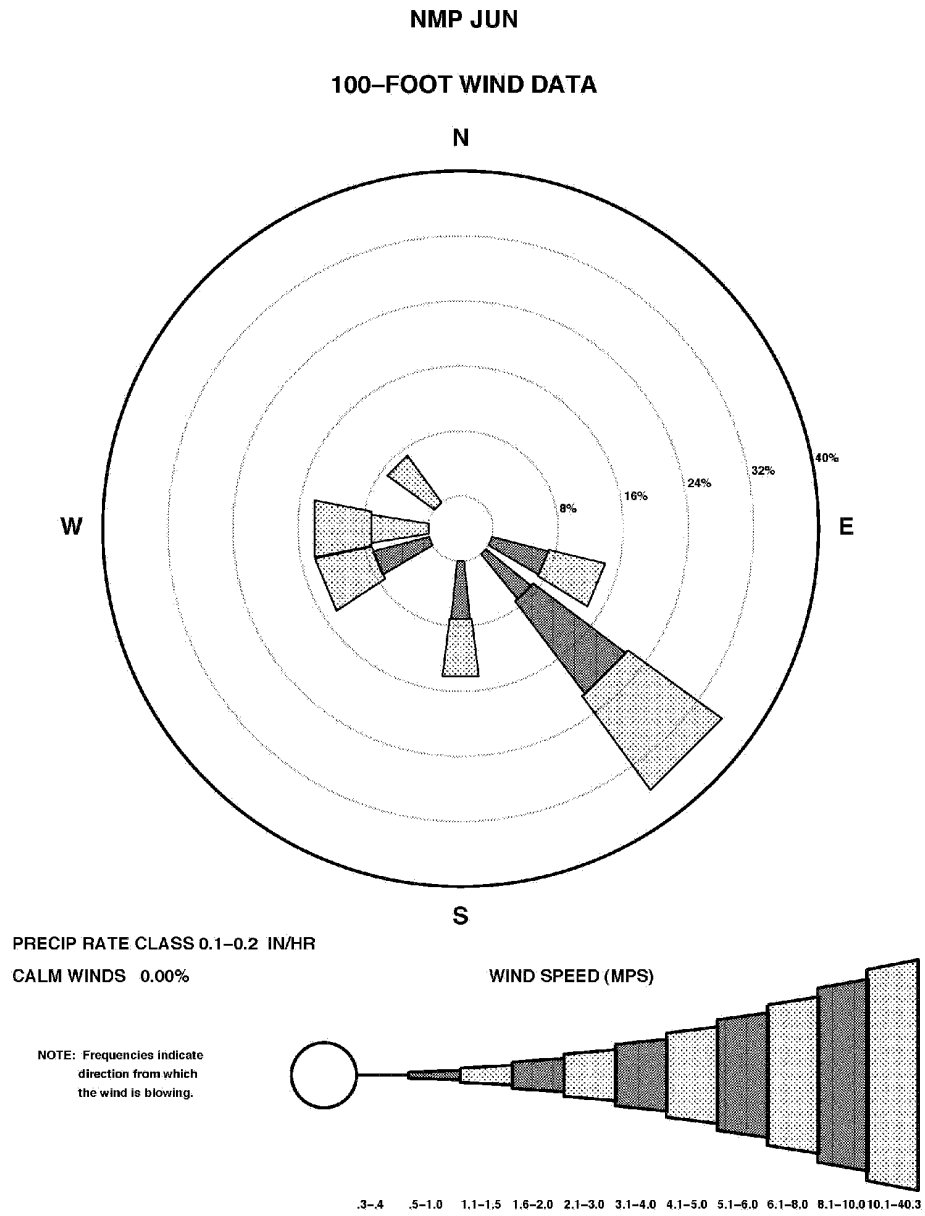 NMP JUN
100–FOOT WIND DATA
N
40%
32%
24%
16%
8%
W
E
S
PRECIP RATE CLASS 0.1–0.2 IN/HR
CALM WINDS 0.00%
WIND SPEED (MPS)
NOTE: Frequencies indicate
direction from which
the wind is blowing.
.3–.4 .5–1.0 1.1–1.5 1.6–2.0 2.1–3.0 3.1–4.0 4.1–5.0 5.1–6.0 6.1–8.0 8.1–10.0 10.1–40.3